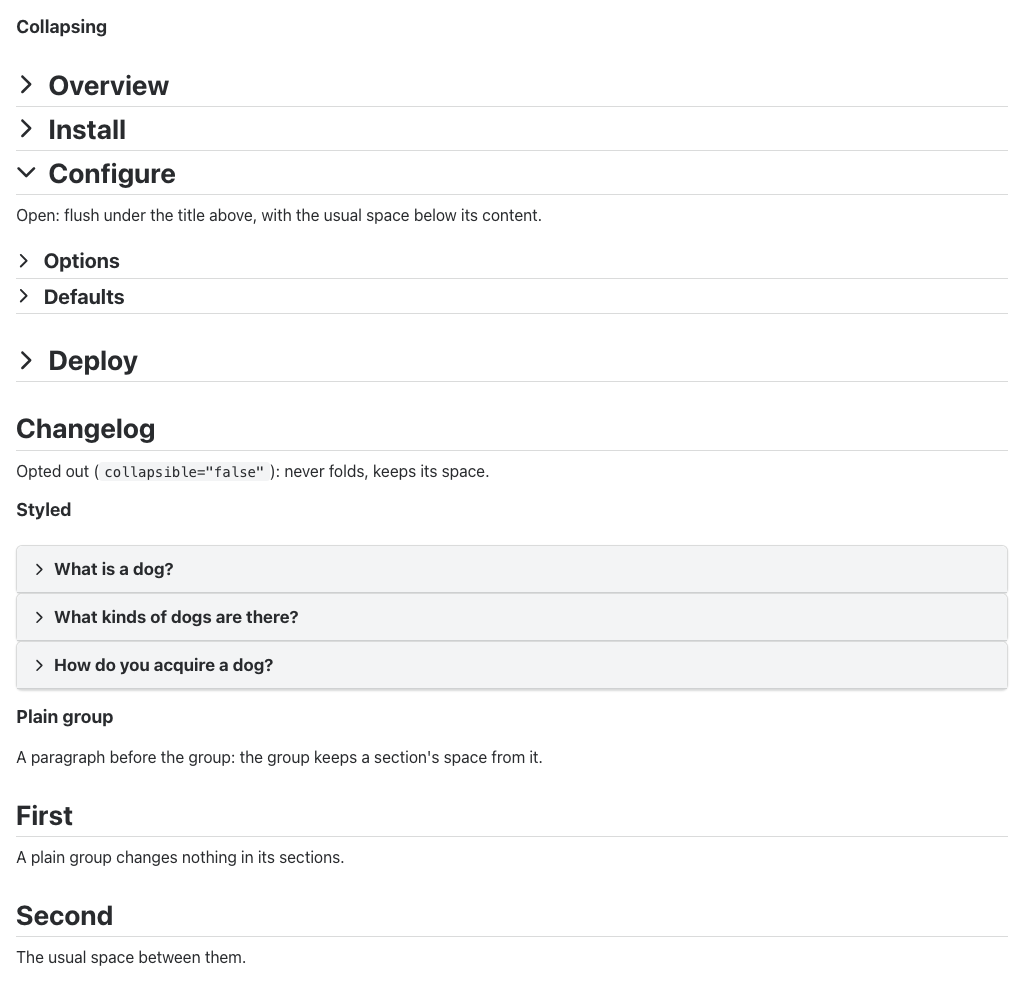 Collapsing
Overview
Install
Configure
Open: flush under the title above, with the usual space below its content.
Options
Defaults
Deploy
Changelog
Opted out ( collapsible="false" ): never folds, keeps its space.
Styled
What is a dog?
What kinds of dogs are there?
How do you acquire a dog?
Plain group
A paragraph before the group: the group keeps a section's space from it.
First
A plain group changes nothing in its sections.
Second
The usual space between them.